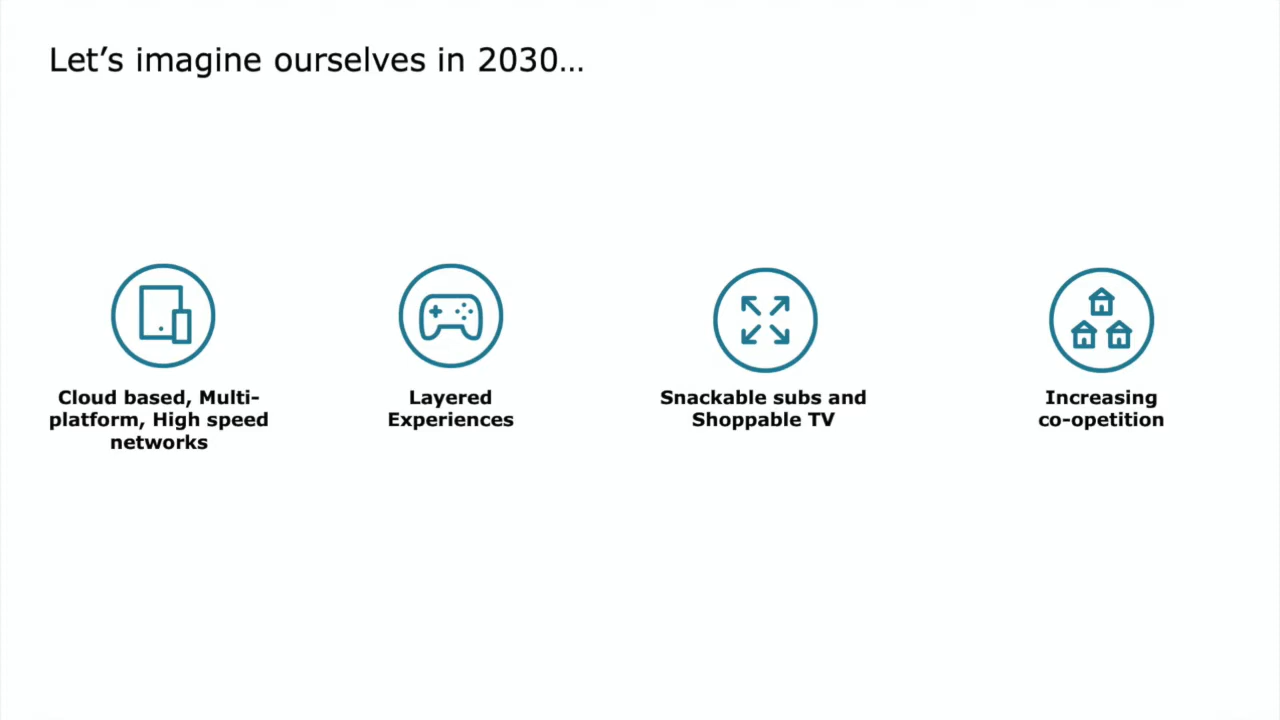 Let’s imagine ourselves in 2030…
Cloud based, Multi-
platform, High speed
networks
Layered
Experiences
Snackable subs and
Shoppable TV
Increasing
co-opetition